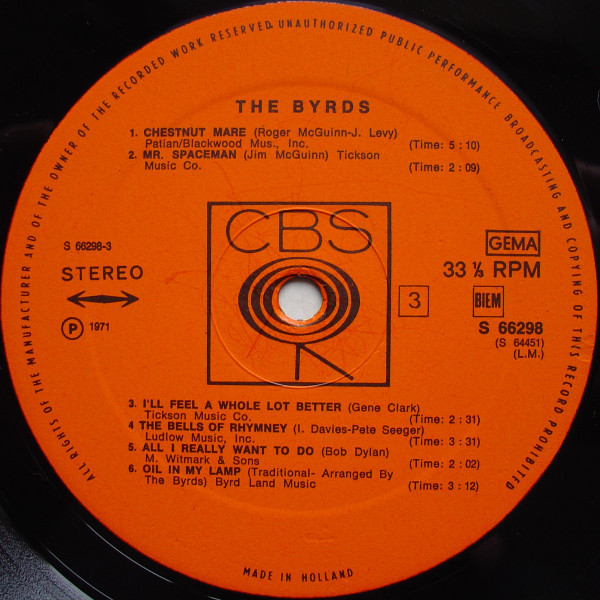 ALL RIGHTS OF THE MANUFACTURER AND OF THE OWNER OF THE RECORDED WORK RESERVED. UNAUTHORIZED PUBLIC PERFORMANCE BROADCASTING AND COPYING OF THIS RECORD PROHIBITED
THE BYRDS
1. CHESTNUT MARE (Roger McGuinn-J. Levy)
Patian/Blackwood Mus., Inc. (Time: 5 : 10)
2. MR. SPACEMAN (Jim McGuinn) Tickson
Music Co. (Time: 2 : 09)
CBS
S 66298-3
STEREO
P 1971
GEMA
33 ⅓ RPM
3 BIEM
S 66298
(S 64451)
(L.M.)
3. I'LL FEEL A WHOLE LOT BETTER (Gene Clark)
Tickson Music Co. (Time: 2 : 31)
4 THE BELLS OF RHYMNEY (I. Davies-Pete Seeger)
Ludlow Music, Inc. (Time: 3 : 31)
5. ALL I REALLY WANT TO DO (Bob Dylan)
M. Witmark & Sons (Time: 2 : 02)
6. OIL IN MY LAMP (Traditional- Arranged By
The Byrds) Byrd Land Music (Time: 3 : 12)
MADE IN HOLLAND